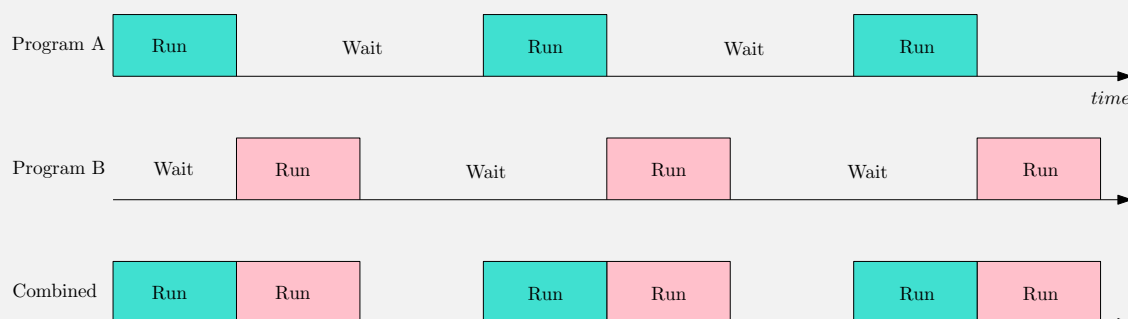 Program A Run Wait Run Wait Run
time
Program B Wait Run Wait Run Wait Run
Combined Run Run Run Run Run Run